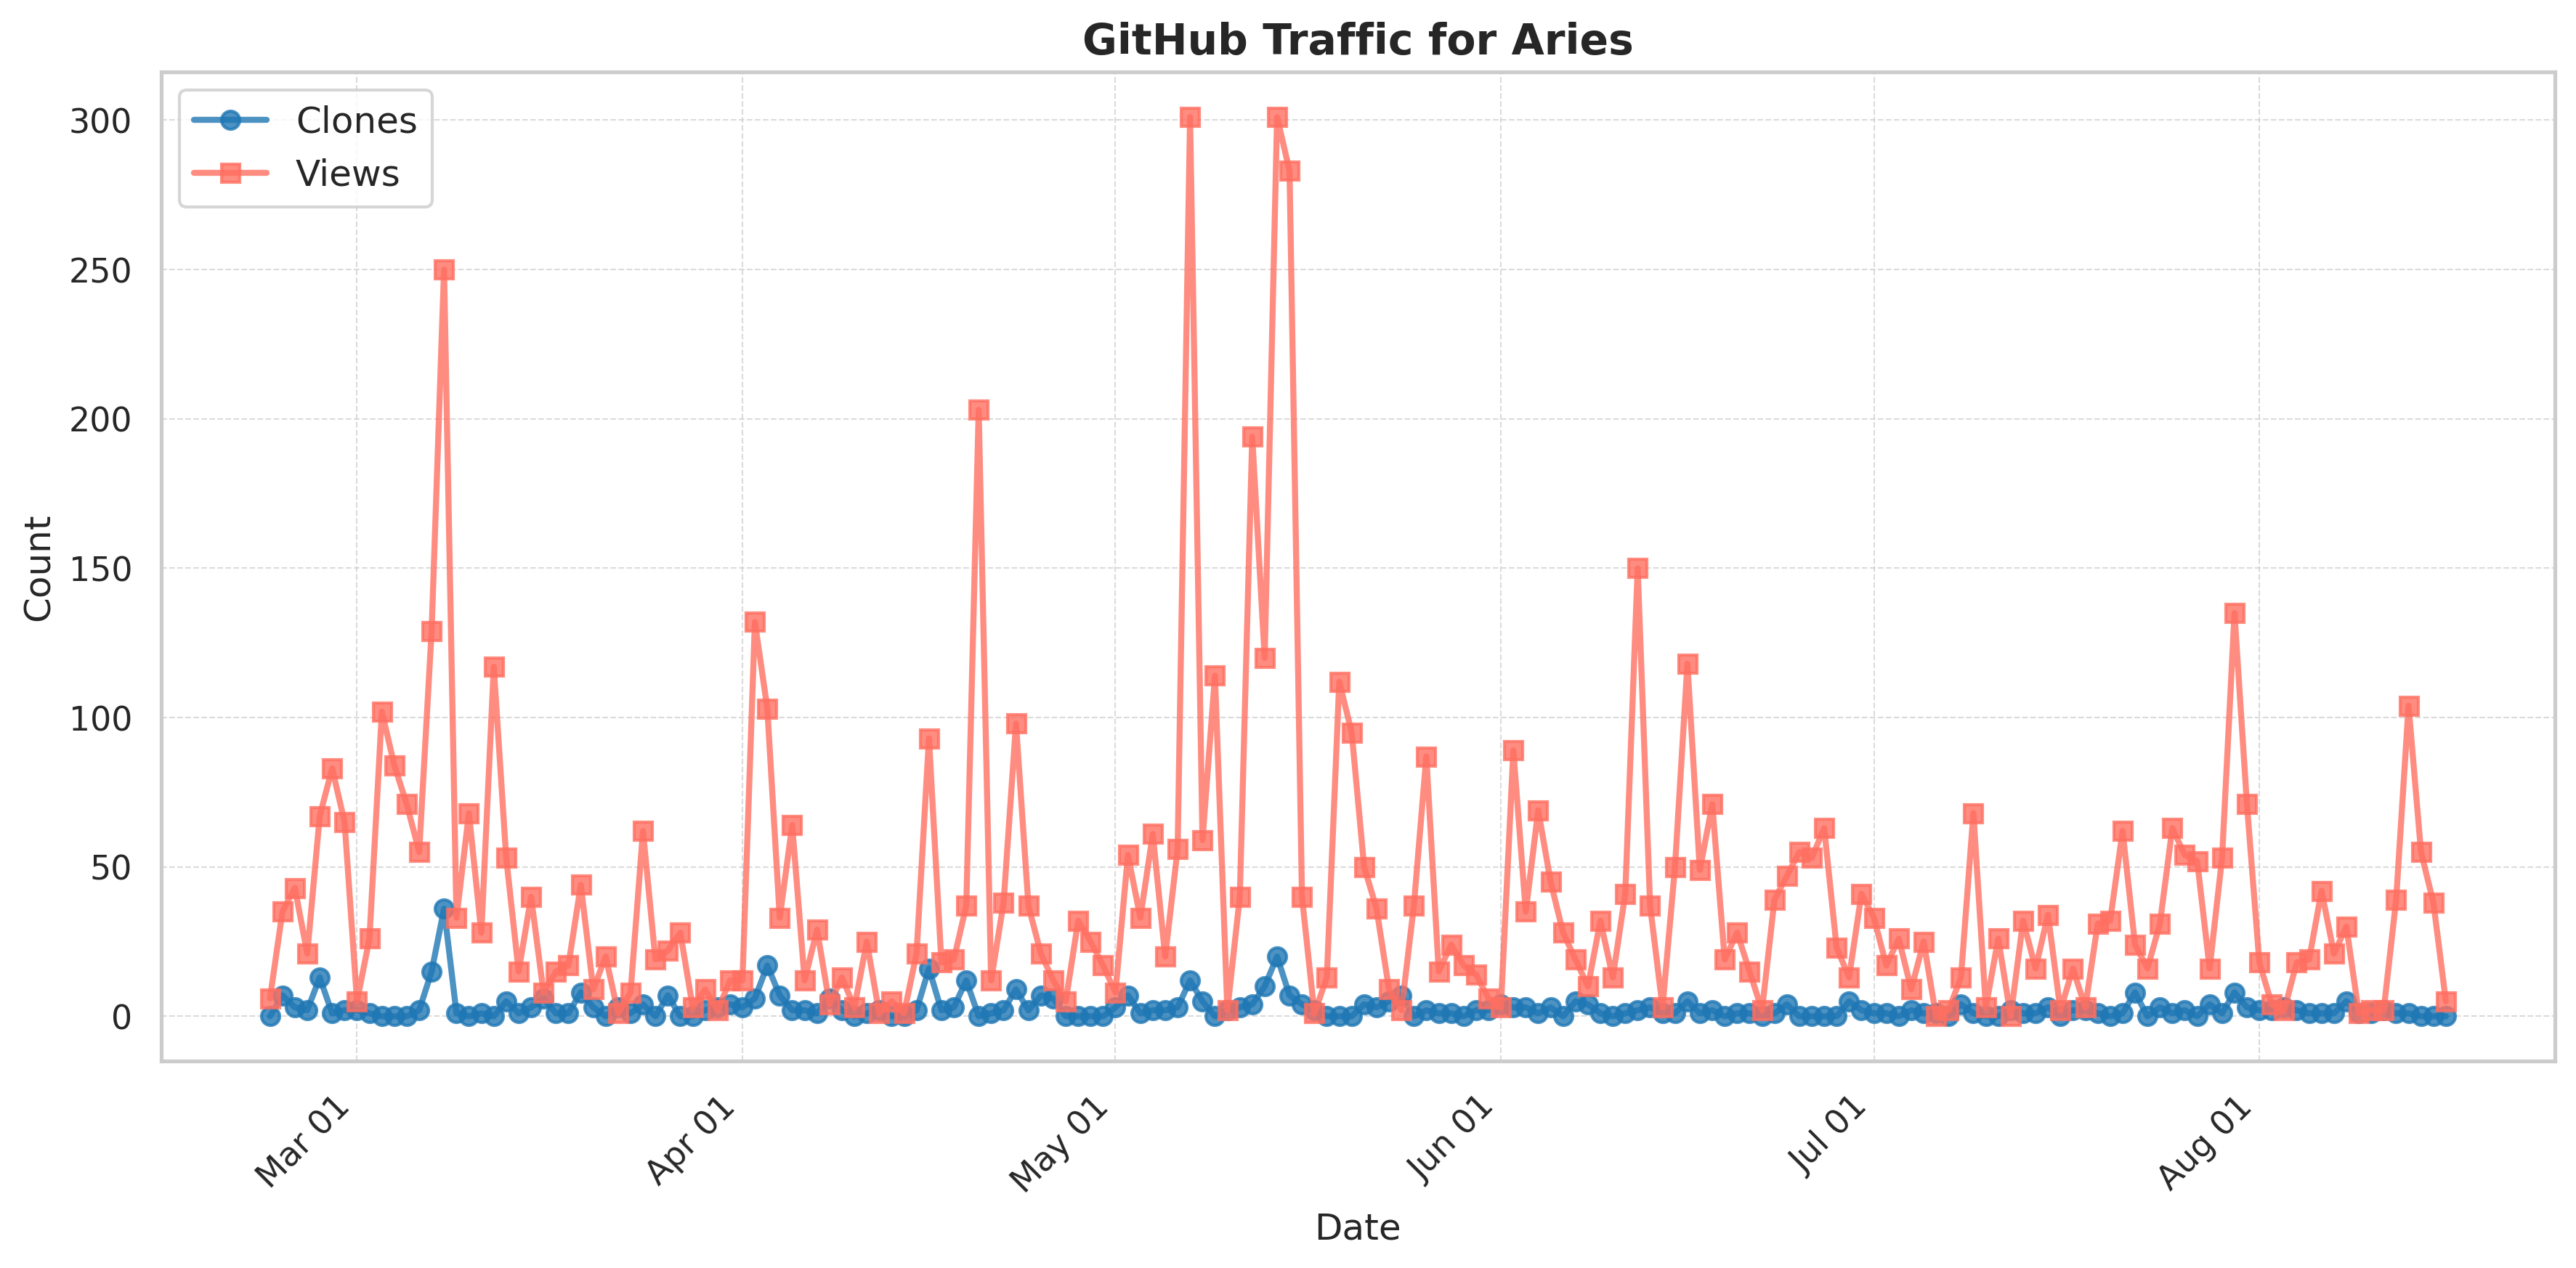 GitHub Traffic for Aries
Clones
Views
300
250
200
150
100
50
0
Count
Mar 01
Apr 01
May 01
Jun 01
Jul 01
Aug 01
Date